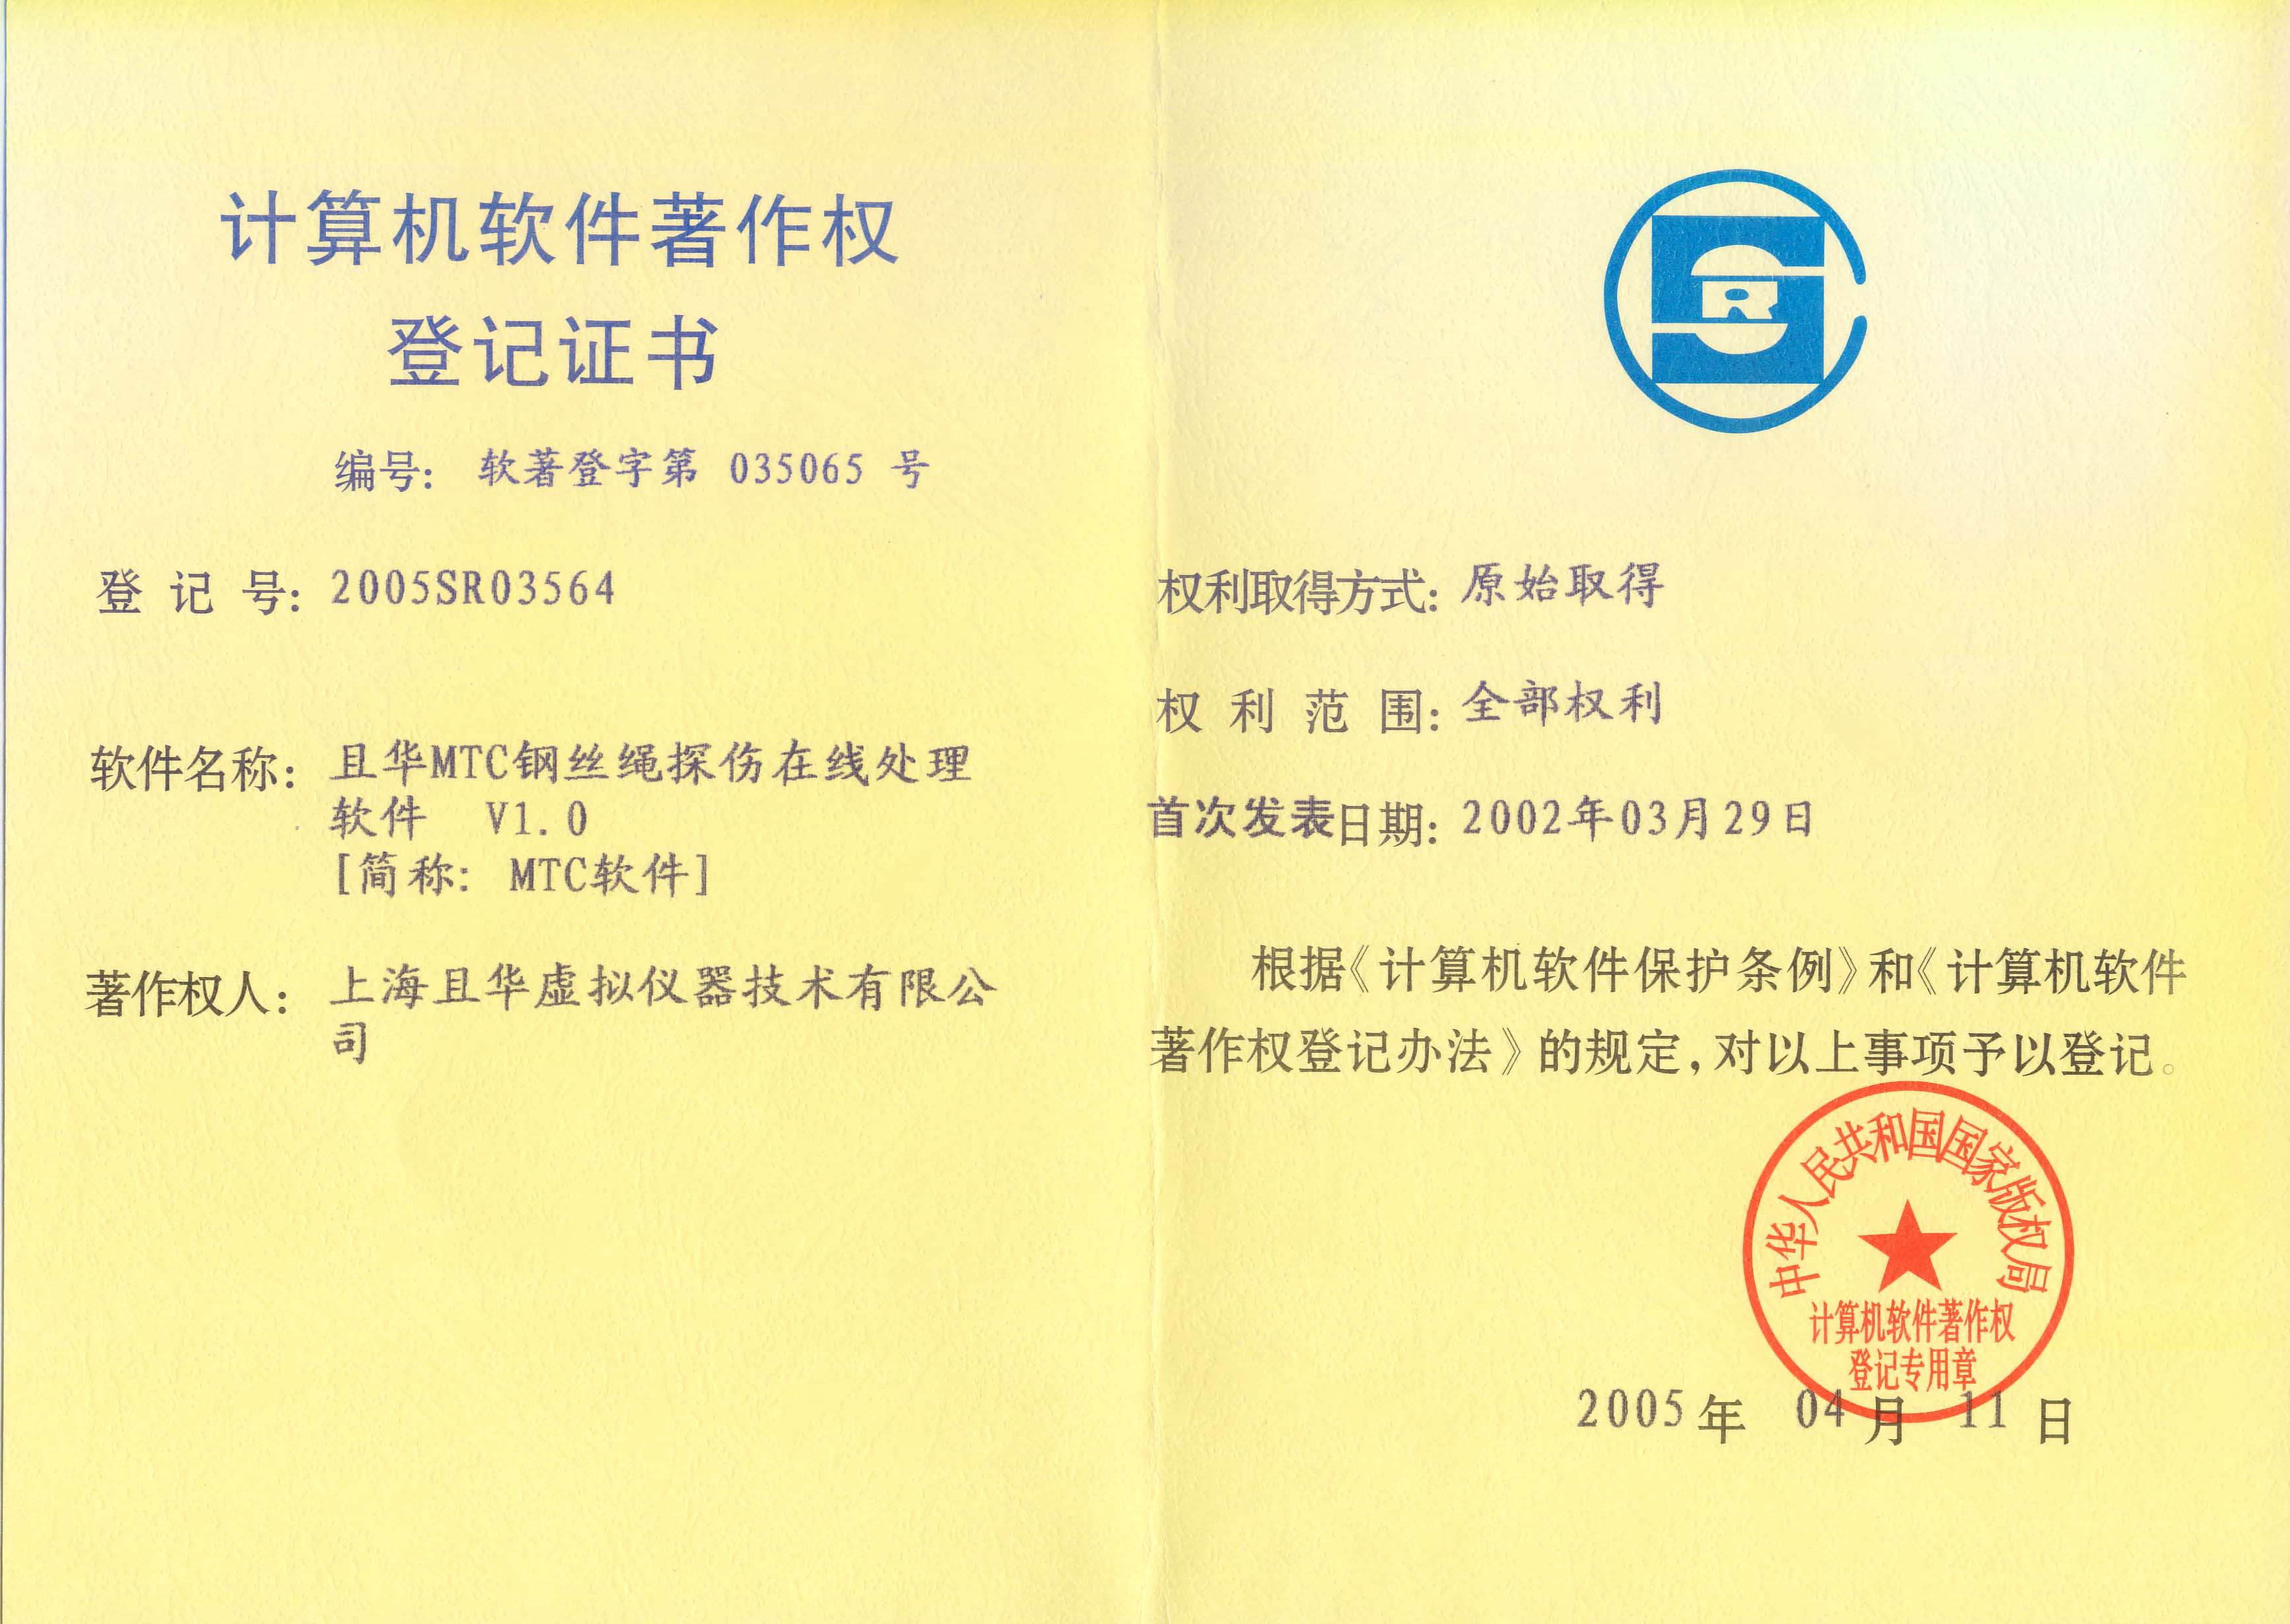 计算机软件著作权
登记证书
编号： 软著登字第 035065 号
登 记 号：2005SR03564
软件名称：且华MTC钢丝绳探伤在线处理
软件 V1.0
[简称： MTC软件]
著作权人：上海且华虚拟仪器技术有限公
司
R
权利取得方式：原始取得
权 利 范 围：全部权利
首次发表日期：2002年03月29日
根据《计算机软件保护条例》和《计算机软件
著作权登记办法》的规定，对以上事项予以登记。
中华人民共和国国家版权局
计算机软件著作权
登记专用章
2005年 04月 11日